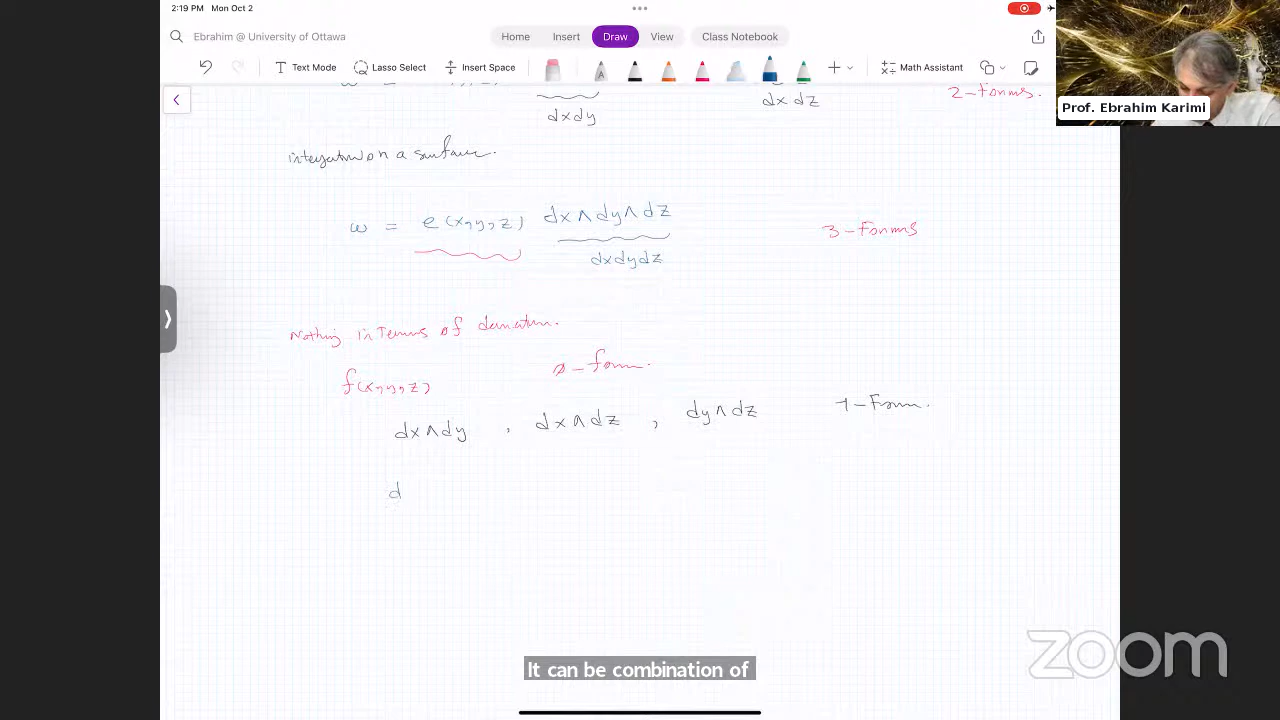 2:19 PM Mon Oct 2
Ebrahim @ University of Ottawa
Home Insert Draw View Class Notebook
Text Mode Lasso Select Insert Space Math Assistant
Prof. Ebrahim Karimi
dxdy dxdz 2-Forms.
integration on a surface.
ω = e(x,y,z) dx∧dy∧dz 3-Forms
dxdydz
Nothing in Terms of
f(x,y,z) 0-form.
dx∧dy , dx∧dz , dy∧dz 1-Form.
d
It can be combination of
zoom